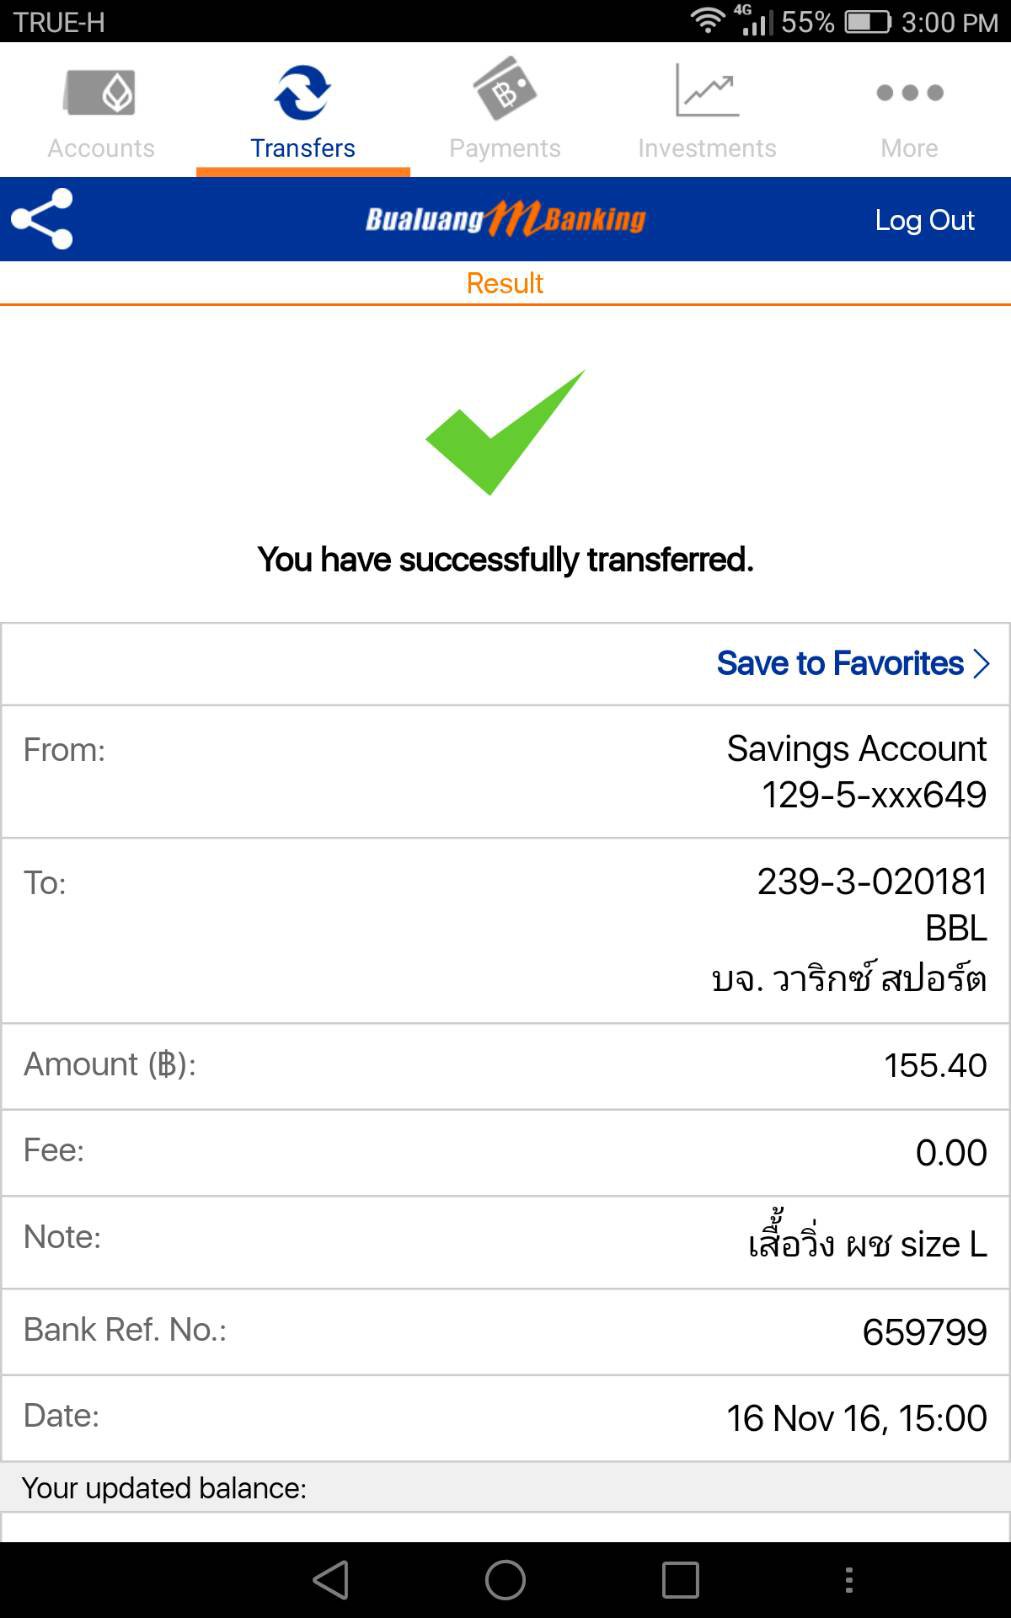 TRUE-H 4G 55% 3:00 PM
Accounts Transfers Payments Investments More
Bualuang mBanking Log Out
Result
You have successfully transferred.
Save to Favorites
From: Savings Account
129-5-xxx649
To: 239-3-020181
BBL
บจ. วาริกซ์ สปอร์ต
Amount (฿): 155.40
Fee: 0.00
Note: เสื้้อวิ่ง ผช size L
Bank Ref. No.: 659799
Date: 16 Nov 16, 15:00
Your updated balance: